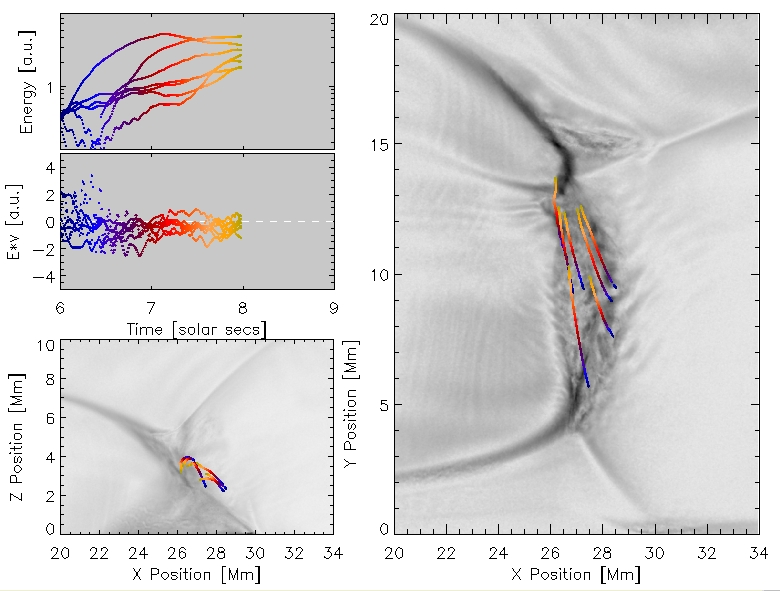 Energy [a.u.]
1
E*v [a.u.]
4
2
0
−2
−4
6 7 8 9
Time [solar secs]
Z Position [Mm]
10
8
6
4
2
0
20 22 24 26 28 30 32 34
X Position [Mm]
Y Position [Mm]
20
15
10
5
0
20 22 24 26 28 30 32 34
X Position [Mm]